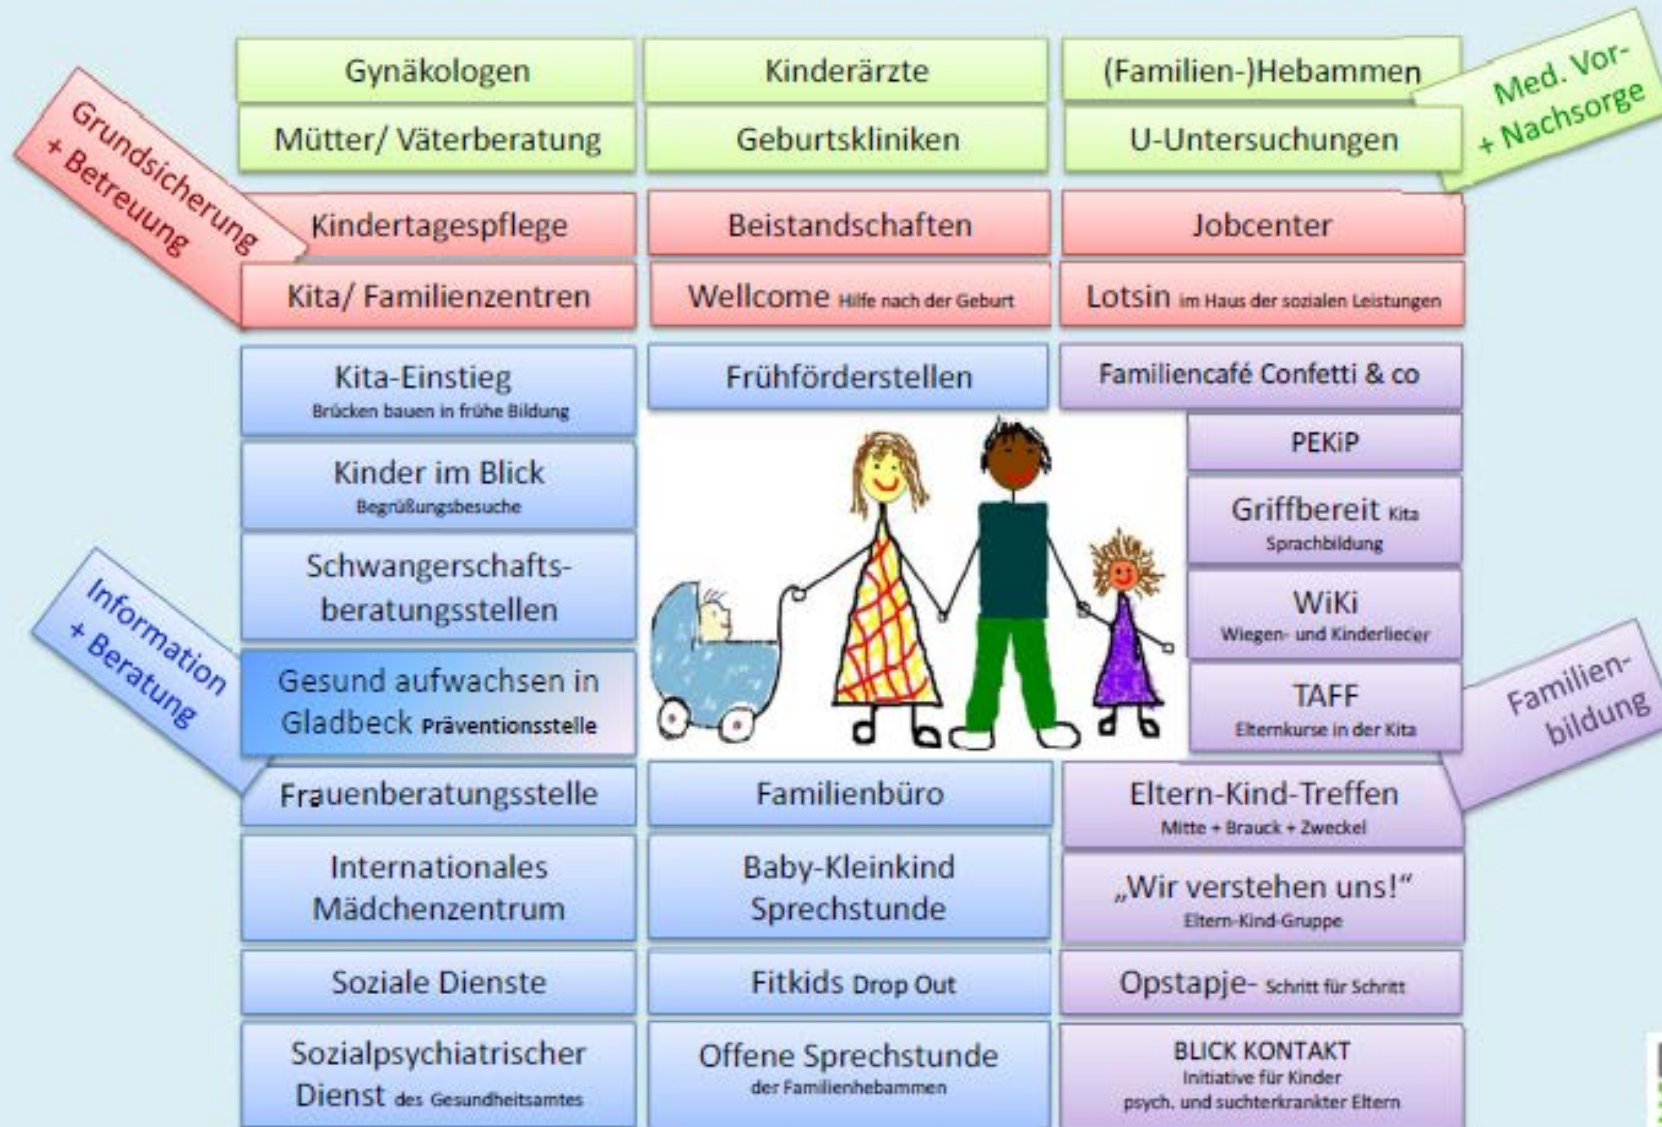 Gynäkologen
Kinderärzte
(Familien-)Hebammen
Med. Vor-
+ Nachsorge
Mütter/ Väterberatung
Geburtskliniken
U-Untersuchungen
Grundsicherung
+ Betreuung
Kindertagespflege
Beistandschaften
Jobcenter
Kita/ Familienzentren
Wellcome Hilfe nach der Geburt
Lotsin im Haus der sozialen Leistungen
Kita-Einstieg
Brücken bauen in frühe Bildung
Frühförderstellen
Familiencafé Confetti & co
Kinder im Blick
Begrüßungsbesuche
PEKiP
Griffbereit Kita
Sprachbildung
Schwangerschafts-
beratungsstellen
WiKi
Wiegen- und Kinderlieder
Information
+ Beratung
Gesund aufwachsen in
Gladbeck Präventionsstelle
TAFF
Elternkurse in der Kita
Familien-
bildung
Frauenberatungsstelle
Familienbüro
Eltern-Kind-Treffen
Mitte + Brauck + Zweckel
Internationales
Mädchenzentrum
Baby-Kleinkind
Sprechstunde
„Wir verstehen uns!“
Eltern-Kind-Gruppe
Soziale Dienste
Fitkids Drop Out
Opstapje- Schritt für Schritt
Sozialpsychiatrischer
Dienst des Gesundheitsamtes
Offene Sprechstunde
der Familienhebammen
BLICK KONTAKT
Initiative für Kinder
psych. und suchterkrankter Eltern